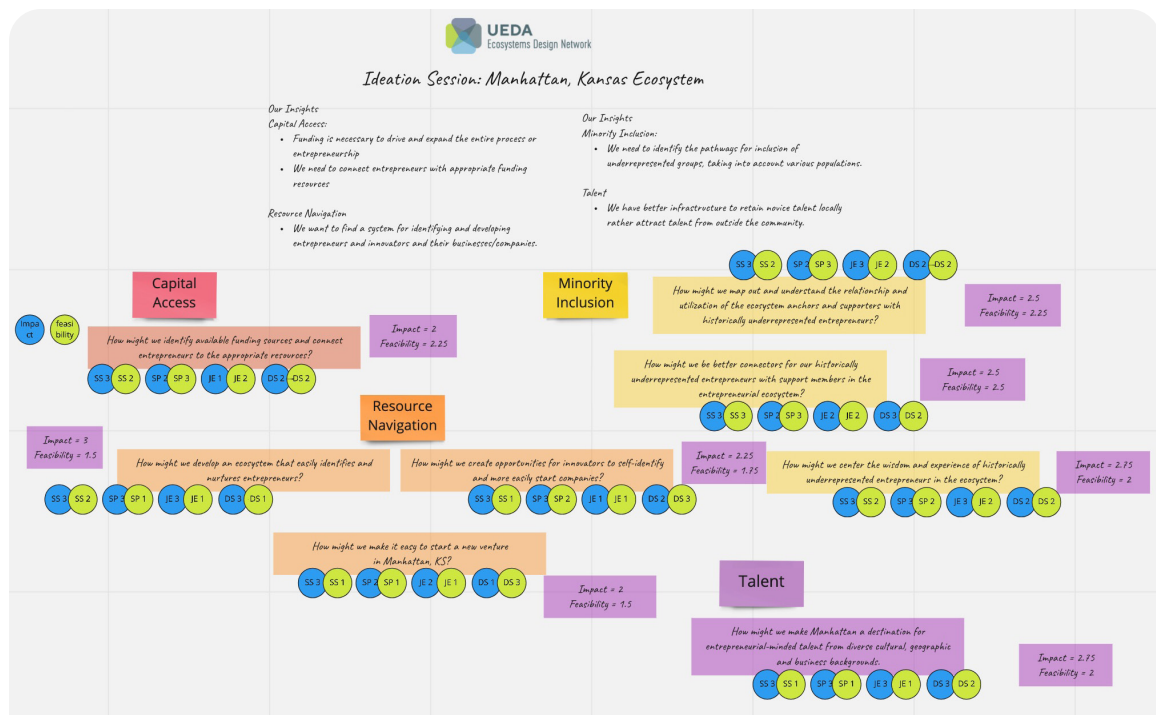 UEDA
Ecosystems Design Network
Ideation Session: Manhattan, Kansas Ecosystem
Our Insights
Capital Access:
• Funding is necessary to drive and expand the entire process or
entrepreneurship
• We need to connect entrepreneurs with appropriate funding
resources
Resource Navigation
• We want to find a system for identifying and developing
entrepreneurs and innovators and their businesses/companies.
Our Insights
Minority Inclusion:
• We need to identify the pathways for inclusion of
underrepresented groups, taking into account various populations.
Talent
• We have better infrastructure to retain novice talent locally
rather attract talent from outside the community.
Capital
Access
Impa
ct
feasi
bility
How might we identify available funding sources and connect
entrepreneurs to the appropriate resources?
Impact = 2
Feasibility = 2.25
SS 3 SS 2 SP 2 SP 3 JE 1 JE 2 DS 2 DS 2
Minority
Inclusion
SS 3 SS 2 SP 2 SP 3 JE 3 JE 2 DS 2 DS 2
How might we map out and understand the relationship and
utilization of the ecosystem anchors and supporters with
historically underrepresented entrepreneurs?
Impact = 2.5
Feasibility = 2.25
How might we be better connectors for our historically
underrepresented entrepreneurs with support members in the
entrepreneurial ecosystem?
Impact = 2.5
Feasibility = 2.5
SS 3 SS 3 SP 2 SP 3 JE 2 JE 2 DS 3 DS 2
Resource
Navigation
Impact = 3
Feasibility = 1.5
How might we develop an ecosystem that easily identifies and
nurtures entrepreneurs?
SS 3 SS 2 SP 3 SP 1 JE 3 JE 1 DS 3 DS 1
How might we create opportunities for innovators to self-identify
and more easily start companies?
Impact = 2.25
Feasibility = 1.75
SS 3 SS 1 SP 3 SP 2 JE 1 JE 1 DS 2 DS 3
How might we center the wisdom and experience of historically
underrepresented entrepreneurs in the ecosystem?
Impact = 2.75
Feasibility = 2
SS 3 SS 2 SP 3 SP 2 JE 3 JE 2 DS 2 DS 2
How might we make it easy to start a new venture
in Manhattan, KS?
SS 3 SS 1 SP 2 SP 1 JE 2 JE 1 DS 1 DS 3
Impact = 2
Feasibility = 1.5
Talent
How might we make Manhattan a destination for
entrepreneurial-minded talent from diverse cultural, geographic
and business backgrounds.
SS 3 SS 1 SP 3 SP 1 JE 3 JE 1 DS 3 DS 2
Impact = 2.75
Feasibility = 2